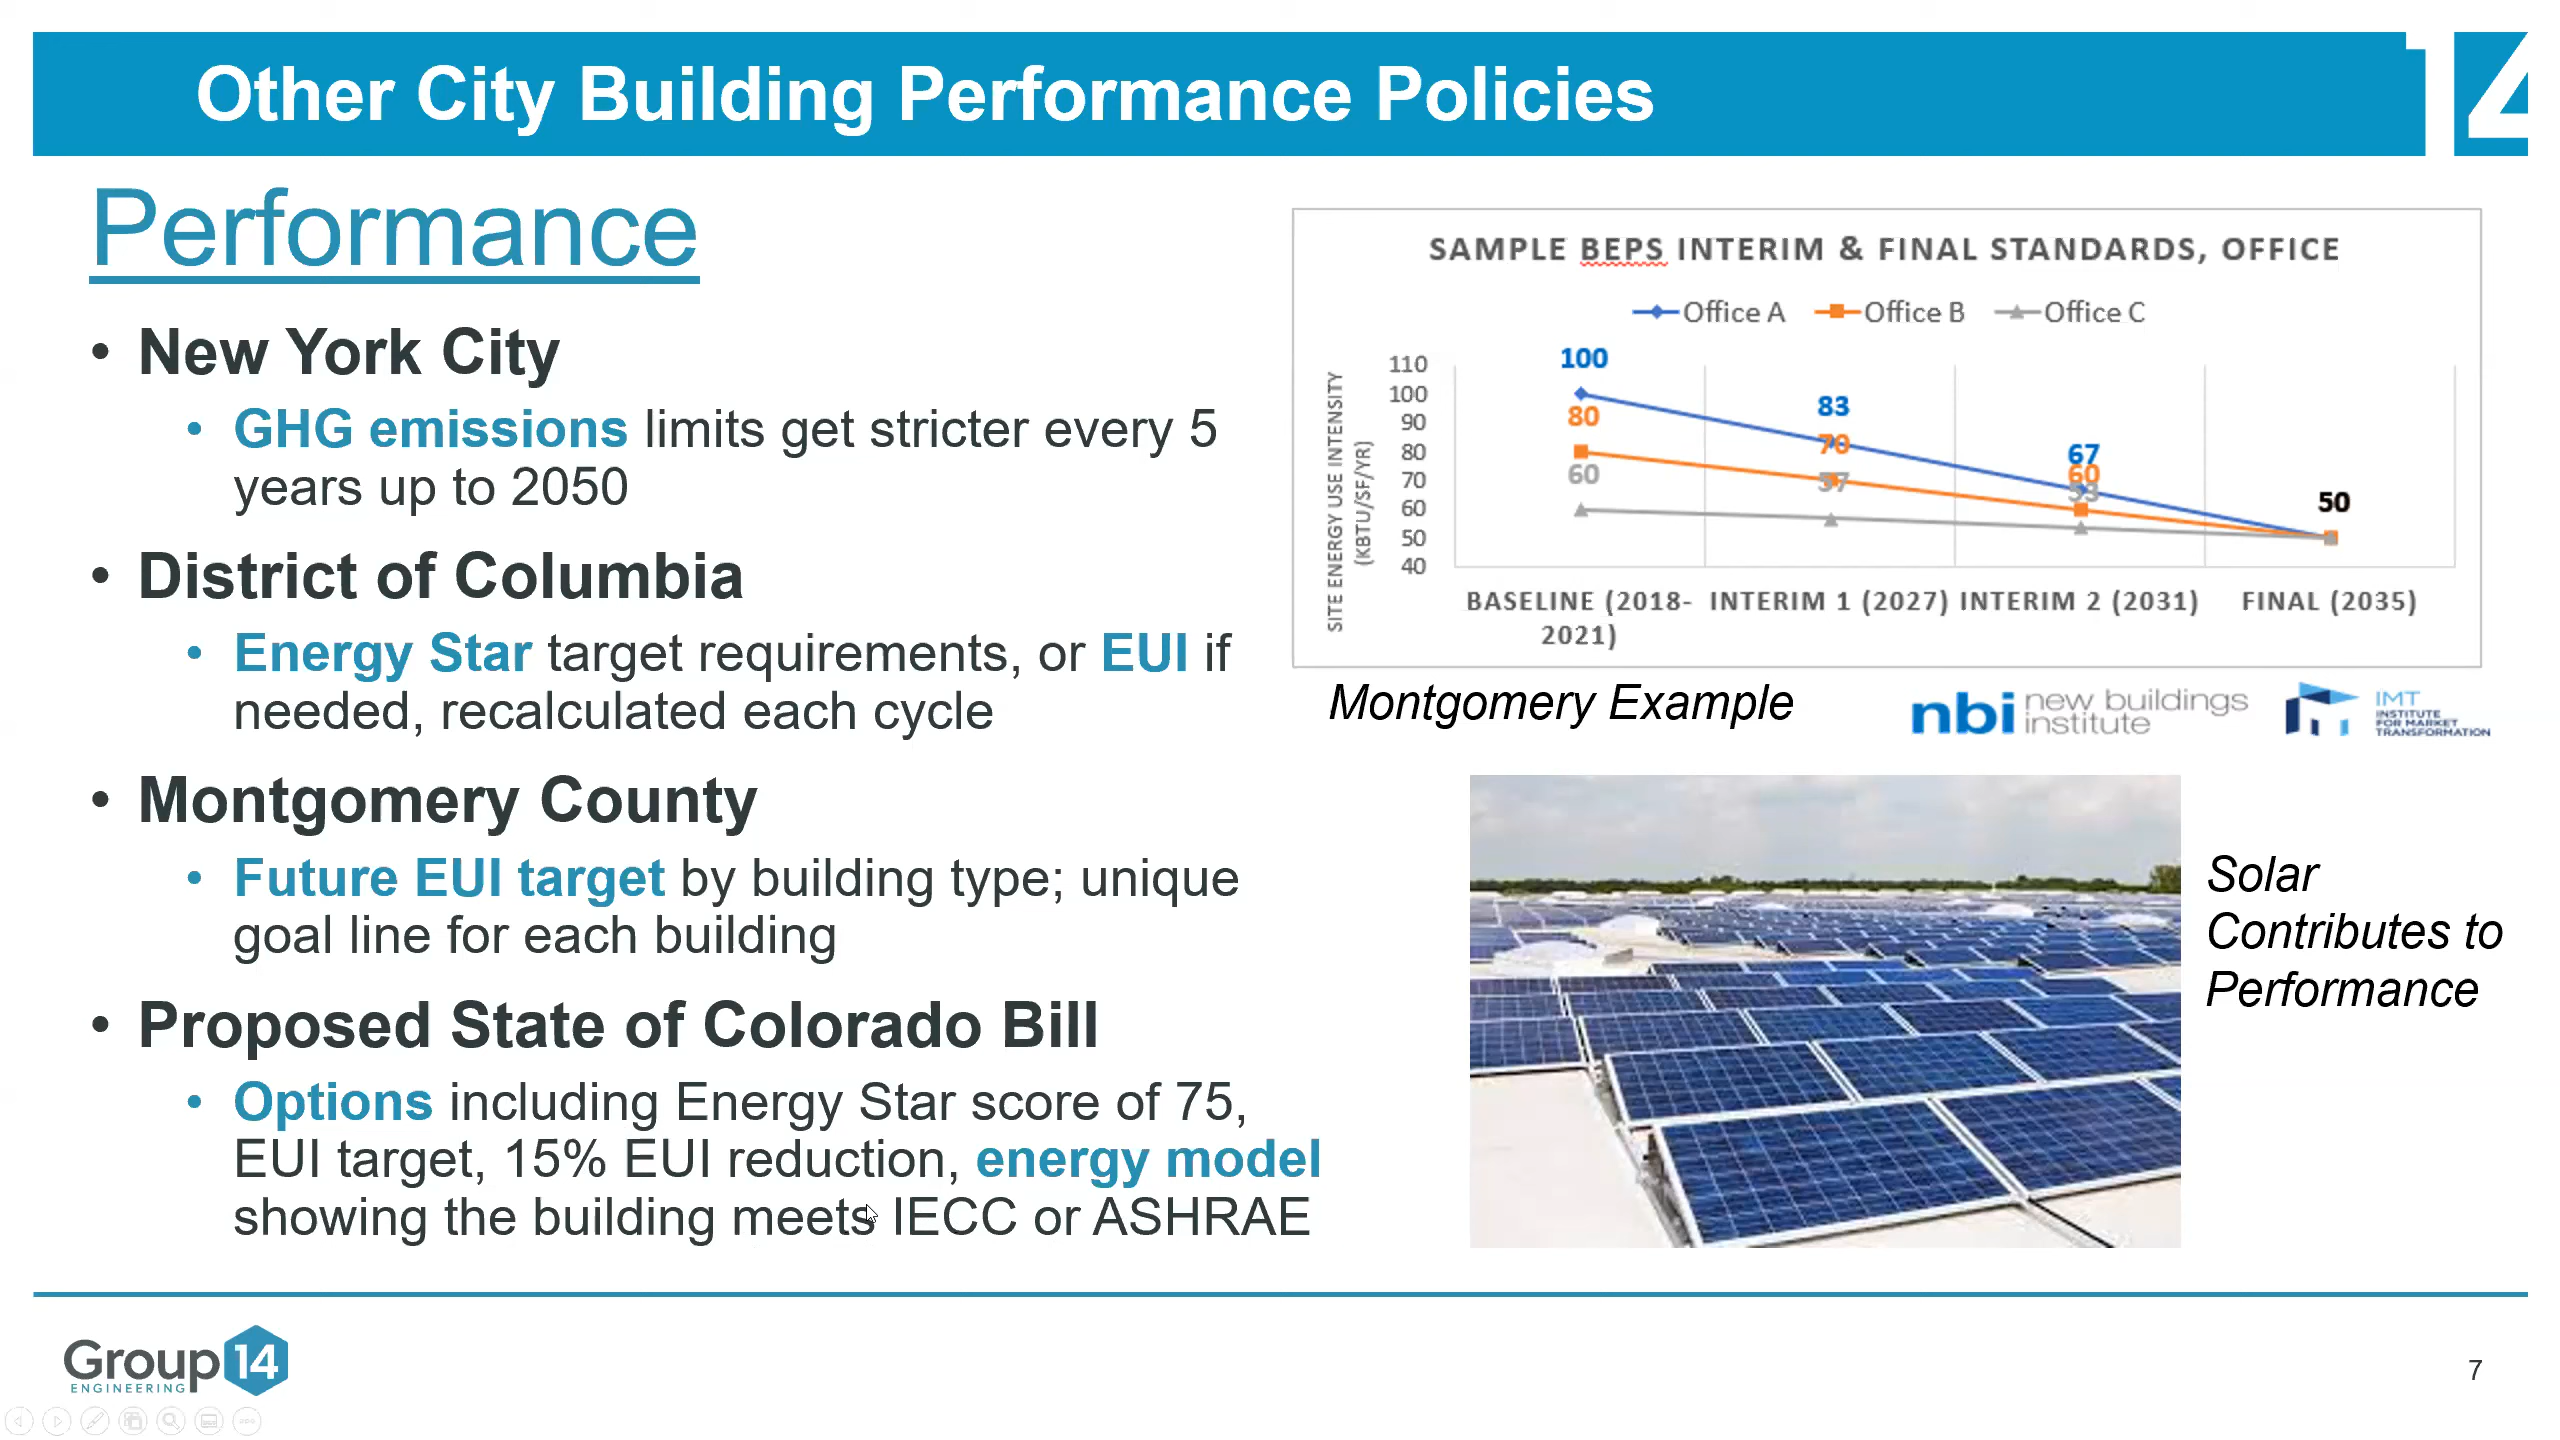 Other City Building Performance Policies
14
Performance
• New York City
• GHG emissions limits get stricter every 5
years up to 2050
• District of Columbia
• Energy Star target requirements, or EUI if
needed, recalculated each cycle
• Montgomery County
• Future EUI target by building type; unique
goal line for each building
• Proposed State of Colorado Bill
• Options including Energy Star score of 75,
EUI target, 15% EUI reduction, energy model
showing the building meets IECC or ASHRAE
SAMPLE BEPS INTERIM & FINAL STANDARDS, OFFICE
Office A Office B Office C
SITE ENERGY USE INTENSITY
(KBTU/SF/YR)
110
100
90
80
70
60
50
40
100
80
60
83
70
57
67
60
53
50
BASELINE (2018-
2021)
INTERIM 1 (2027)
INTERIM 2 (2031)
FINAL (2035)
Montgomery Example
nbi new buildings
institute
IMT
INSTITUTE
FOR MARKET
TRANSFORMATION
Solar
Contributes to
Performance
Group14
ENGINEERING
7